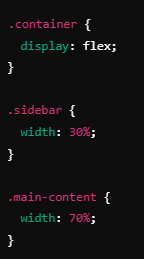 .container {
  display: flex;
}

.sidebar {
  width: 30%;
}

.main-content {
  width: 70%;
}